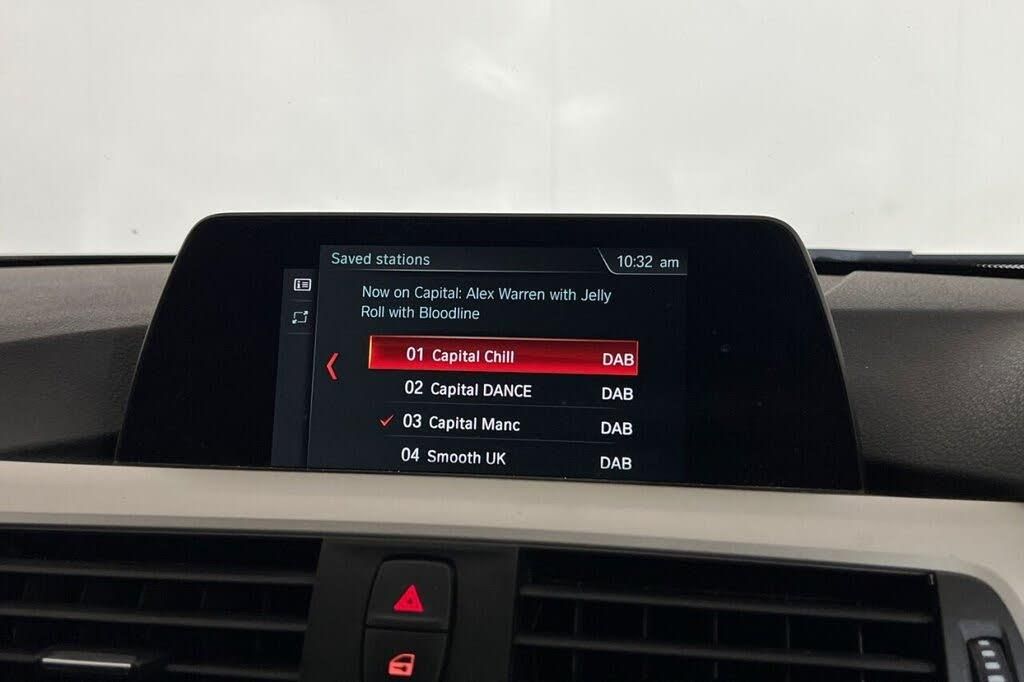 Saved stations 10:32 am
Now on Capital: Alex Warren with Jelly
Roll with Bloodline
01 Capital Chill DAB
02 Capital DANCE DAB
03 Capital Manc DAB
04 Smooth UK DAB